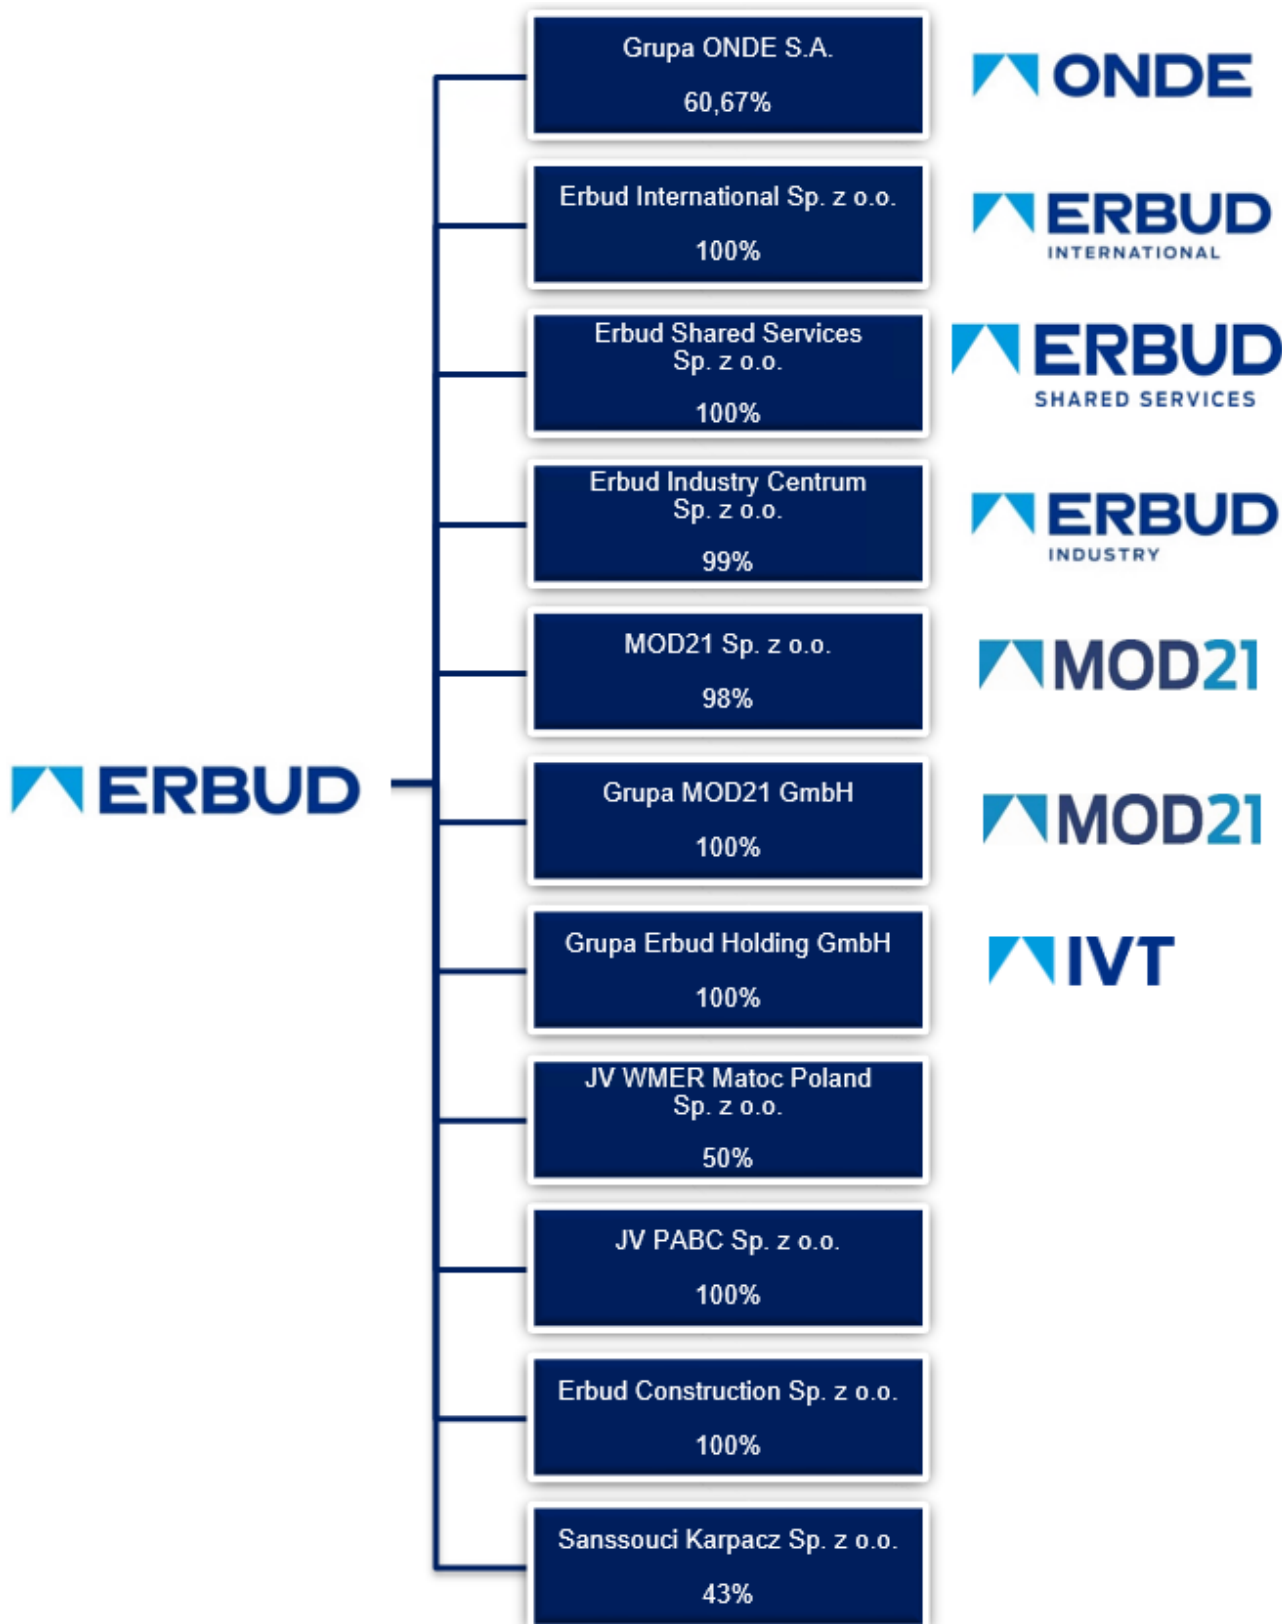 Grupa ONDE S.A.
60,67%
ONDE
Erbud International Sp. z o.o.
100%
ERBUD
INTERNATIONAL
Erbud Shared Services
Sp. z o.o.
100%
ERBUD
SHARED SERVICES
Erbud Industry Centrum
Sp. z o.o.
99%
ERBUD
INDUSTRY
MOD21 Sp. z o.o.
98%
MOD21
ERBUD
Grupa MOD21 GmbH
100%
MOD21
Grupa Erbud Holding GmbH
100%
IVT
JV WMER Matoc Poland
Sp. z o.o.
50%
JV PABC Sp. z o.o.
100%
Erbud Construction Sp. z o.o.
100%
Sanssouci Karpacz Sp. z o.o.
43%